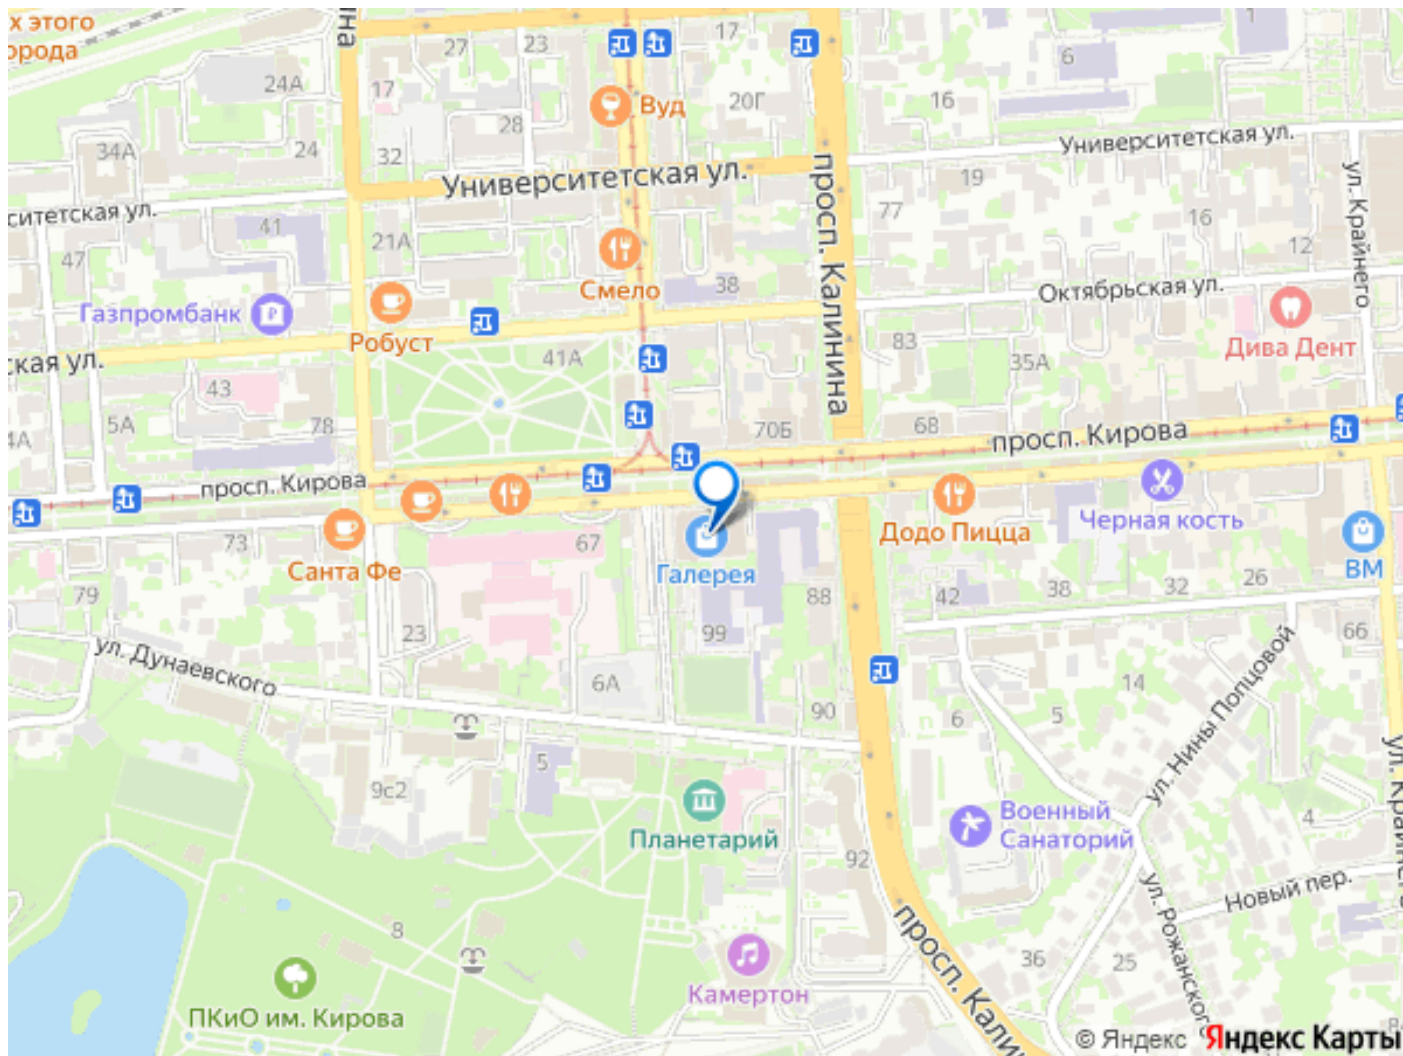 х этого
орода
ина
27
23
17
6
1
24А
17
Вуд
20Г
16
28
34А
24
32
Университетская ул.
Университетская ул.
просп. Калинина
ул. Крайнего
19
ситетская ул.
77
16
41
21А
12
47
Смело
38
Октябрьская ул.
Газпромбанк
Робуст
83
Дива Дент
ская ул.
41А
35А
43
5А
78
4А
70Б
68
просп. Кирова
просп. Кирова
Додо Пицца
Черная кость
73
67
Санта Фе
Галерея
ВМ
79
88
42
38
32
26
23
99
66
ул. Дунаевского
6А
14
90
6
5
ул. Нины Попцовой
5
9с2
ул. Крайнего
Планетарий
Военный
Санаторий
4
92
Новый пер.
8
просп. Кали
ул. Рожанского
36
25
Камертон
ПКиО им. Кирова
© Яндекс Яндекс Карты